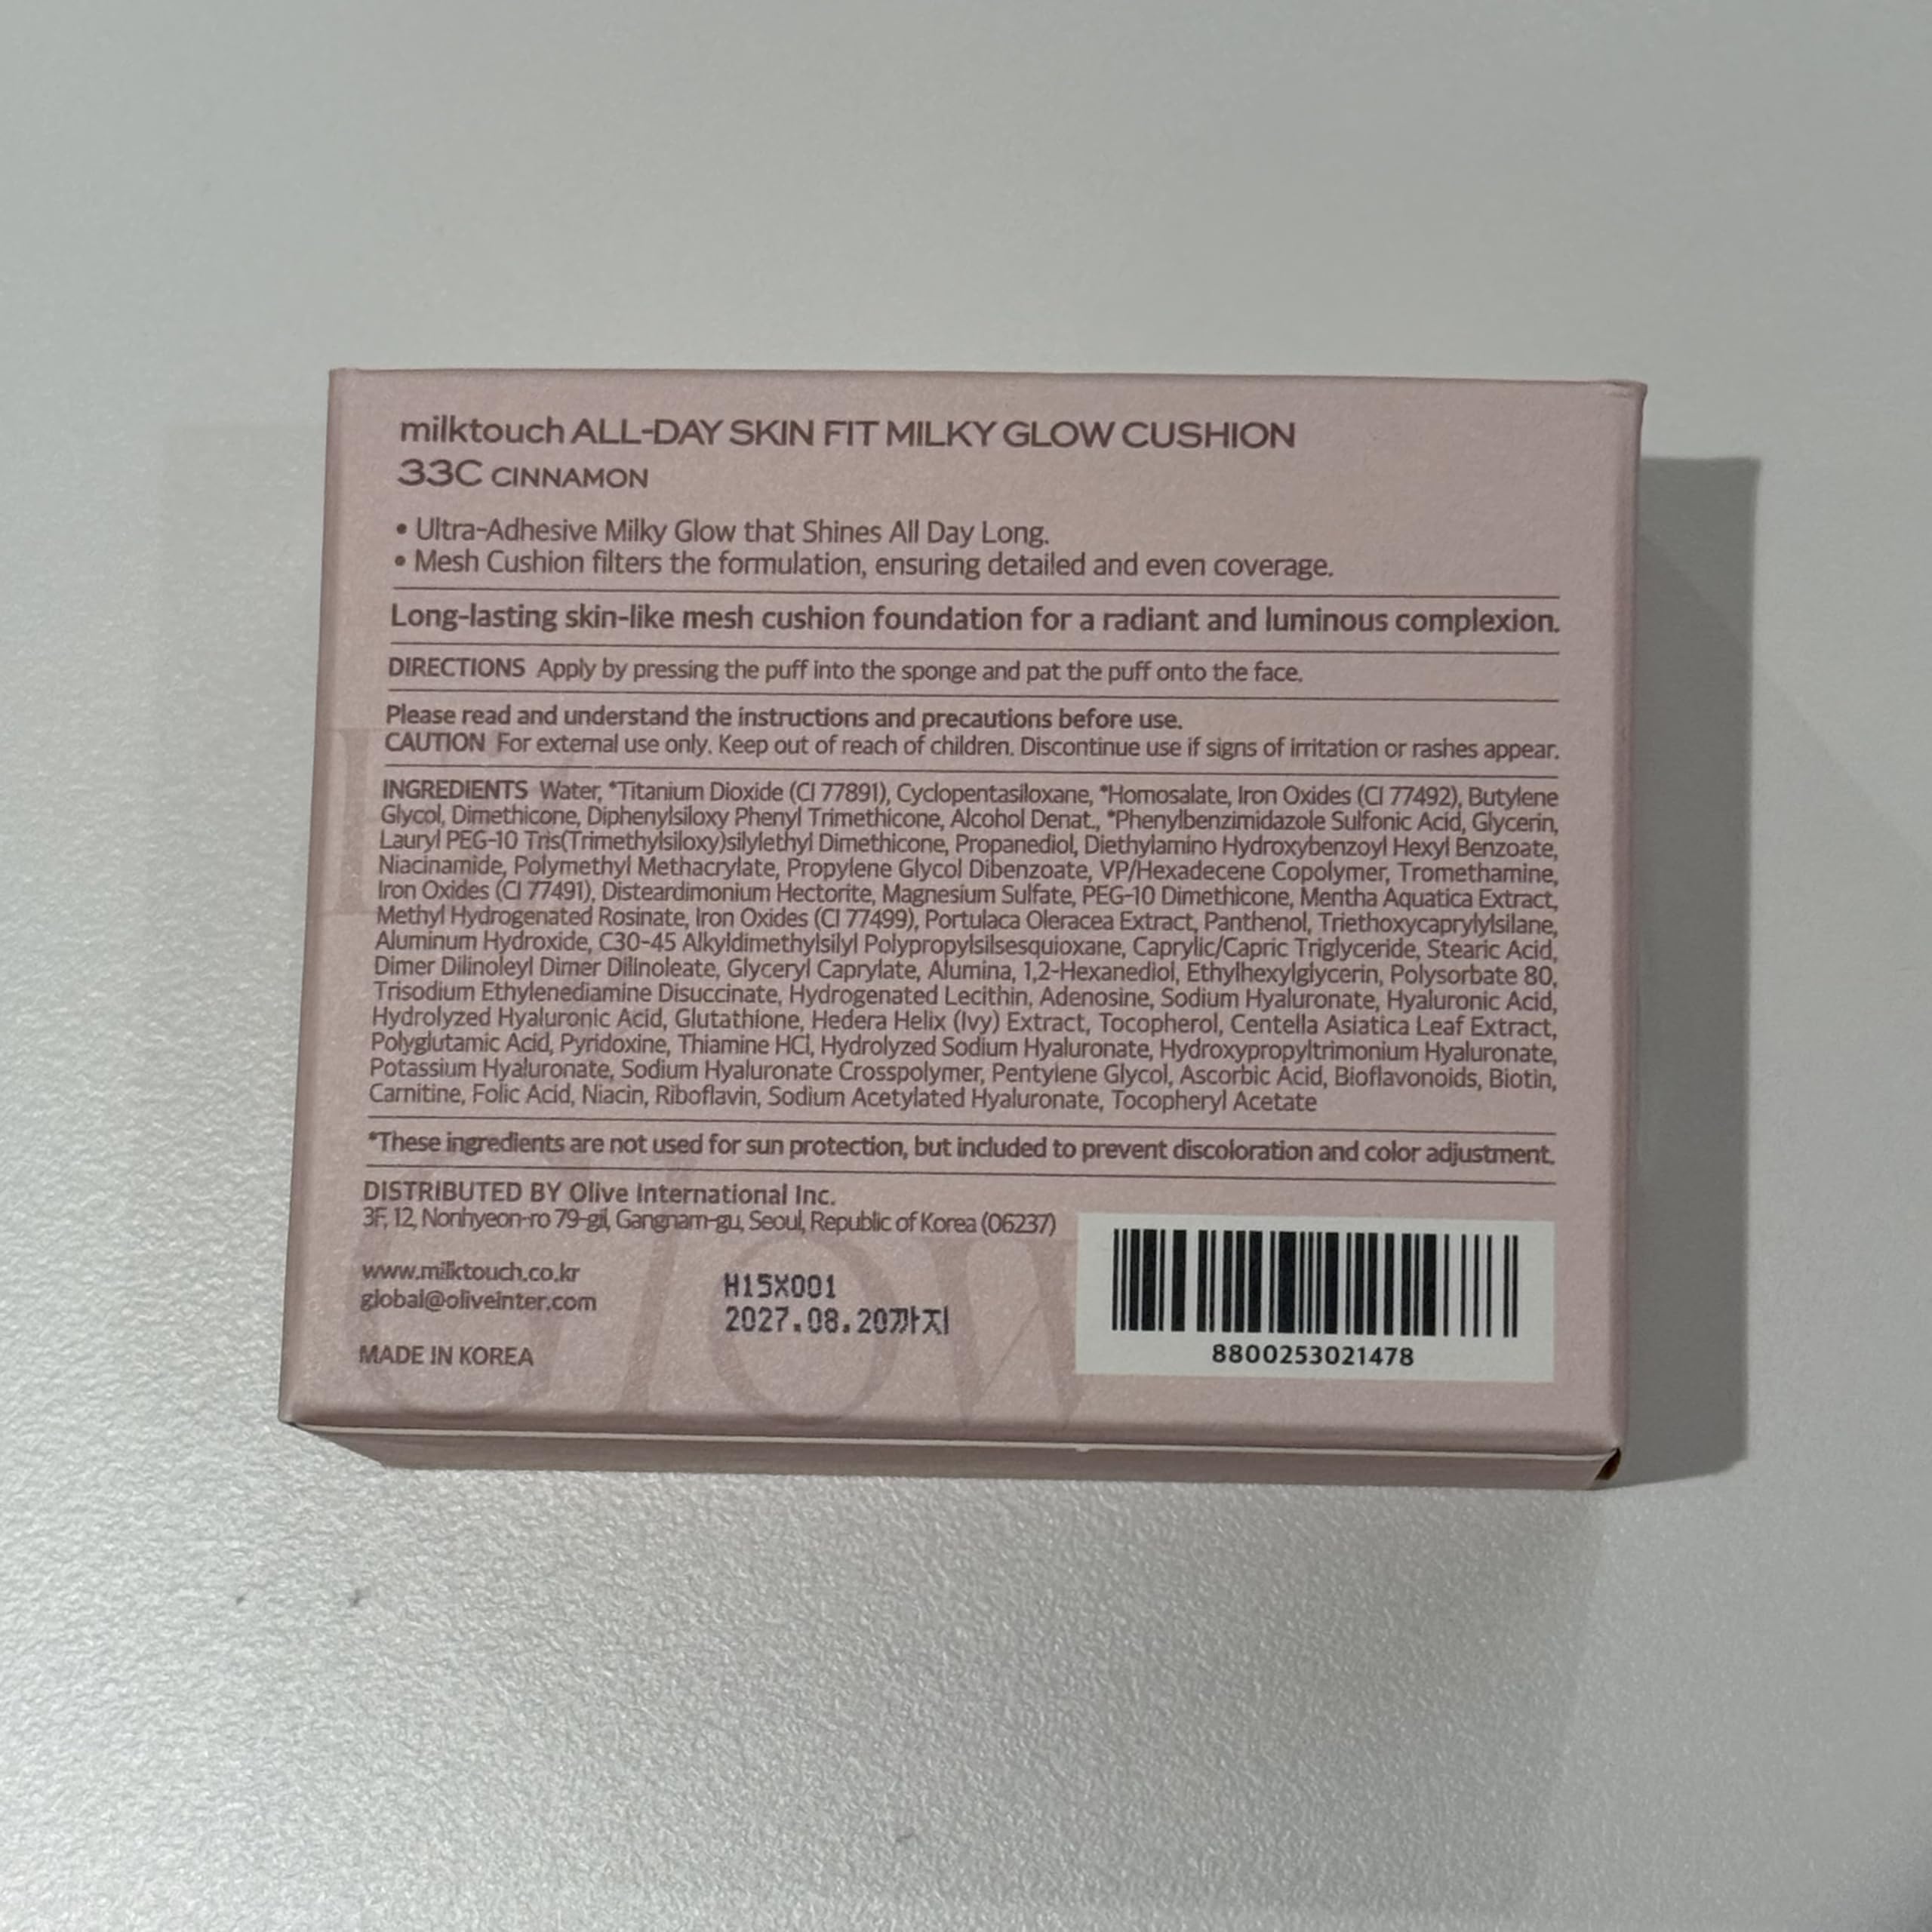 milktouch ALL-DAY SKIN FIT MILKY GLOW CUSHION
33C CINNAMON
• Ultra-Adhesive Milky Glow that Shines All Day Long.
• Mesh Cushion filters the formulation, ensuring detailed and even coverage.
Long-lasting skin-like mesh cushion foundation for a radiant and luminous complexion.
DIRECTIONS Apply by pressing the puff into the sponge and pat the puff onto the face.
Please read and understand the instructions and precautions before use.
CAUTION For external use only. Keep out of reach of children. Discontinue use if signs of irritation or rashes appear.
INGREDIENTS Water, *Titanium Dioxide (CI 77891), Cyclopentasiloxane, *Homosalate, Iron Oxides (CI 77492), Butylene
Glycol, Dimethicone, Diphenylsiloxy Phenyl Trimethicone, Alcohol Denat., *Phenylbenzimidazole Sulfonic Acid, Glycerin,
Lauryl PEG-10 Tris(Trimethylsiloxy)silylethyl Dimethicone, Propanediol, Diethylamino Hydroxybenzoyl Hexyl Benzoate,
Niacinamide, Polymethyl Methacrylate, Propylene Glycol Dibenzoate, VP/Hexadecene Copolymer, Tromethamine,
Iron Oxides (CI 77491), Disteardimonium Hectorite, Magnesium Sulfate, PEG-10 Dimethicone, Mentha Aquatica Extract,
Methyl Hydrogenated Rosinate, Iron Oxides (CI 77499), Portulaca Oleracea Extract, Panthenol, Triethoxycaprylylsilane,
Aluminum Hydroxide, C30-45 Alkyldimethylsilyl Polypropylsilsesquioxane, Caprylic/Capric Triglyceride, Stearic Acid,
Dimer Dilinoleyl Dimer Dilinoleate, Glyceryl Caprylate, Alumina, 1,2-Hexanediol, Ethylhexylglycerin, Polysorbate 80,
Trisodium Ethylenediamine Disuccinate, Hydrogenated Lecithin, Adenosine, Sodium Hyaluronate, Hyaluronic Acid,
Hydrolyzed Hyaluronic Acid, Glutathione, Hedera Helix (Ivy) Extract, Tocopherol, Centella Asiatica Leaf Extract,
Polyglutamic Acid, Pyridoxine, Thiamine HCl, Hydrolyzed Sodium Hyaluronate, Hydroxypropyltrimonium Hyaluronate,
Potassium Hyaluronate, Sodium Hyaluronate Crosspolymer, Pentylene Glycol, Ascorbic Acid, Bioflavonoids, Biotin,
Carnitine, Folic Acid, Niacin, Riboflavin, Sodium Acetylated Hyaluronate, Tocopheryl Acetate
*These ingredients are not used for sun protection, but included to prevent discoloration and color adjustment.
DISTRIBUTED BY Olive International Inc.
3F, 12, Nonhyeon-ro 79-gil, Gangnam-gu, Seoul, Republic of Korea (06237)
www.milktouch.co.kr
global@oliveinter.com
MADE IN KOREA
H15X001
2027.08.20까지
8800253021478
Glow